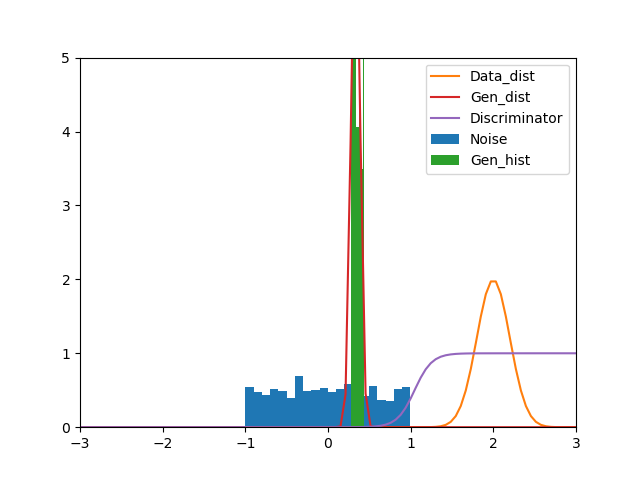 5
4
3
2
1
0
−3
−2
−1
0
1
2
3
Data_dist
Gen_dist
Discriminator
Noise
Gen_hist